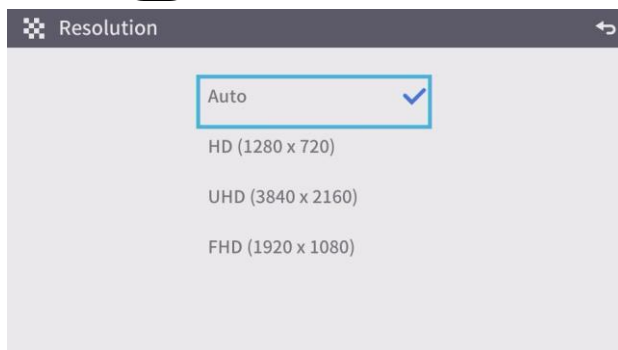 Resolution
Auto
HD (1280 x 720)
UHD (3840 x 2160)
FHD (1920 x 1080)